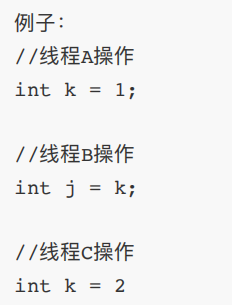 例子：
//线程A操作
int k = 1;
//线程B操作
int j = k;
//线程C操作
int k = 2